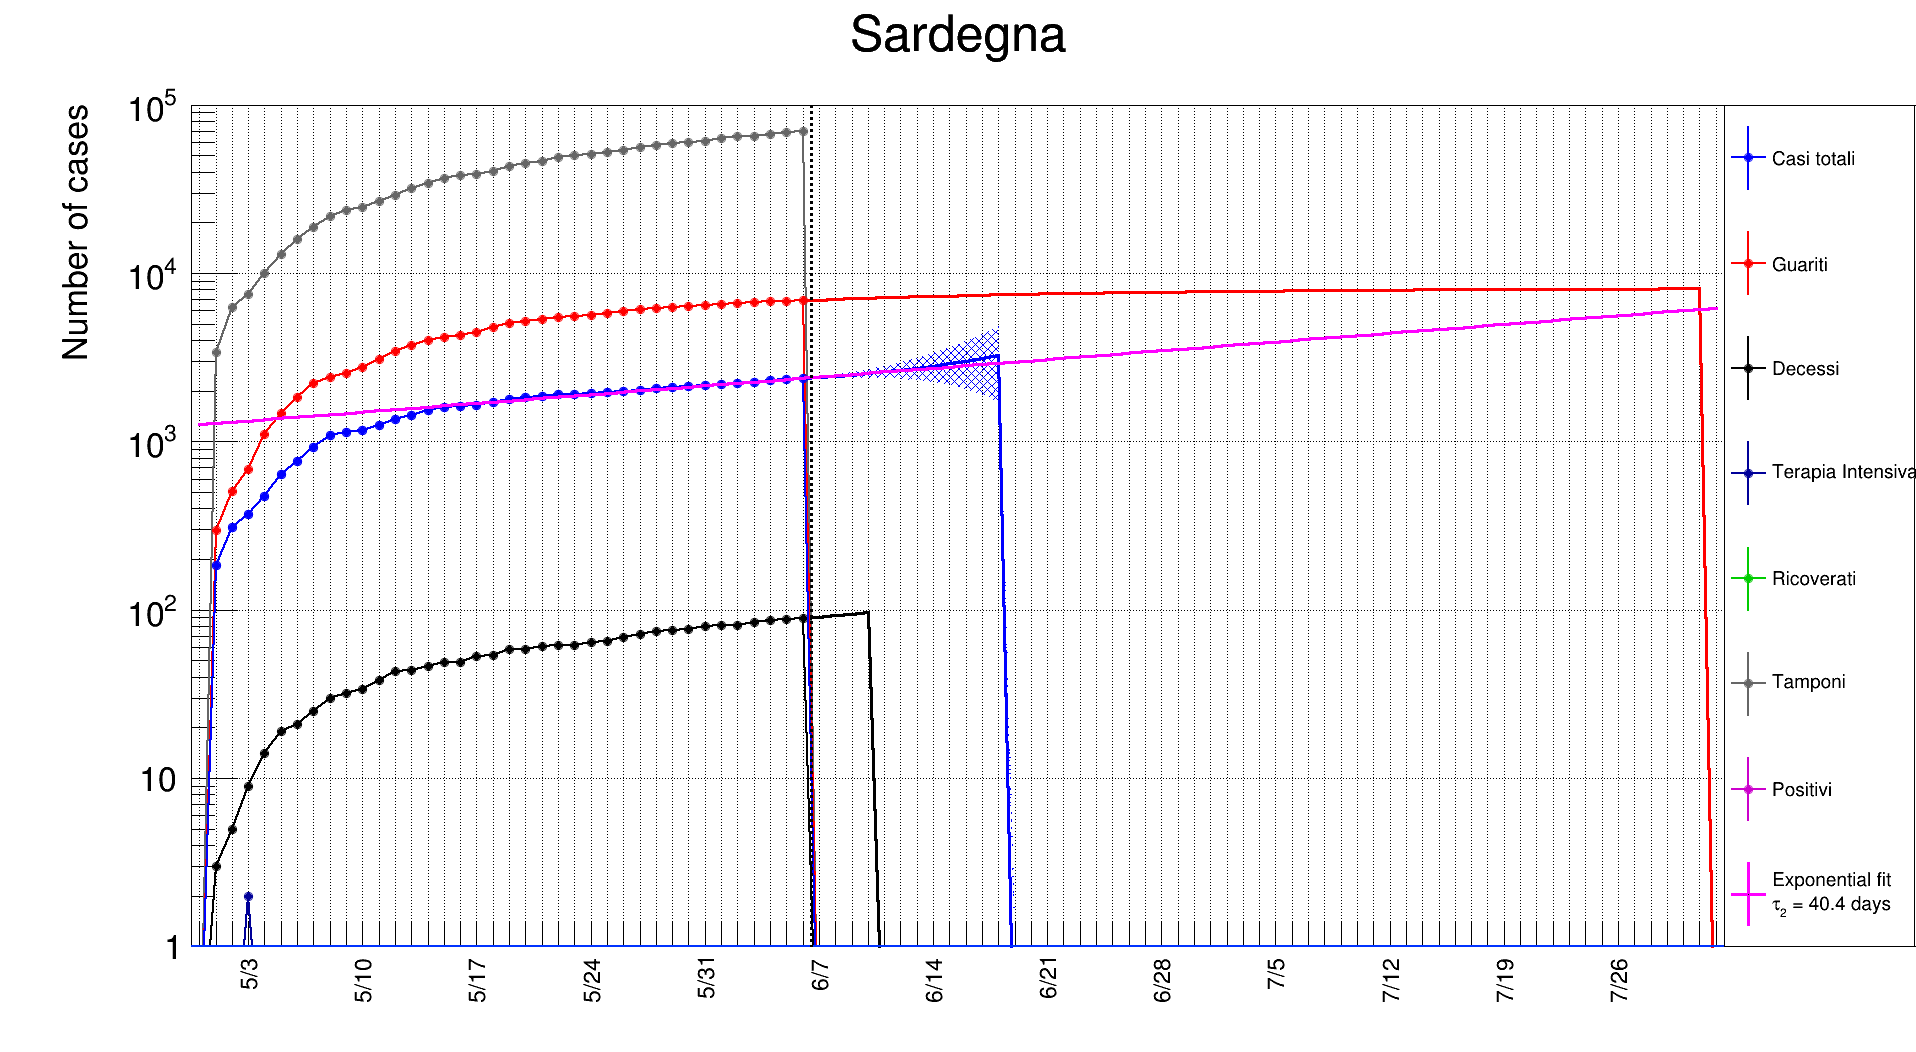 Sardegna
Number of cases
10^5
10^4
10^3
10^2
10
1
5/3
5/10
5/17
5/24
5/31
6/7
6/14
6/21
6/28
7/5
7/12
7/19
7/26
Casi totali
Guariti
Decessi
Terapia Intensiva
Ricoverati
Tamponi
Positivi
Exponential fit
τ_2 = 40.4 days